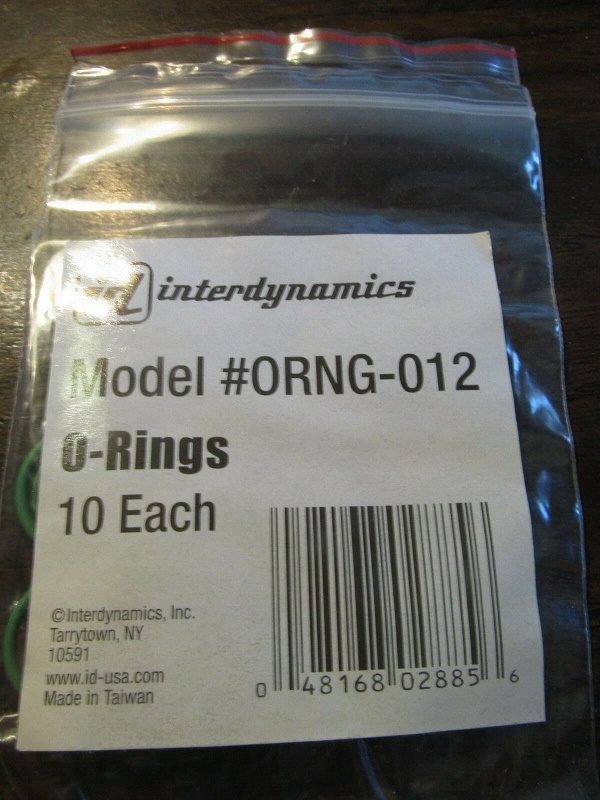 interdynamics
Model #ORNG-012
O-Rings
10 Each
© Interdynamics, Inc.
Tarrytown, NY
10591
www.id-usa.com
Made in Taiwan
0 48168 02885 6